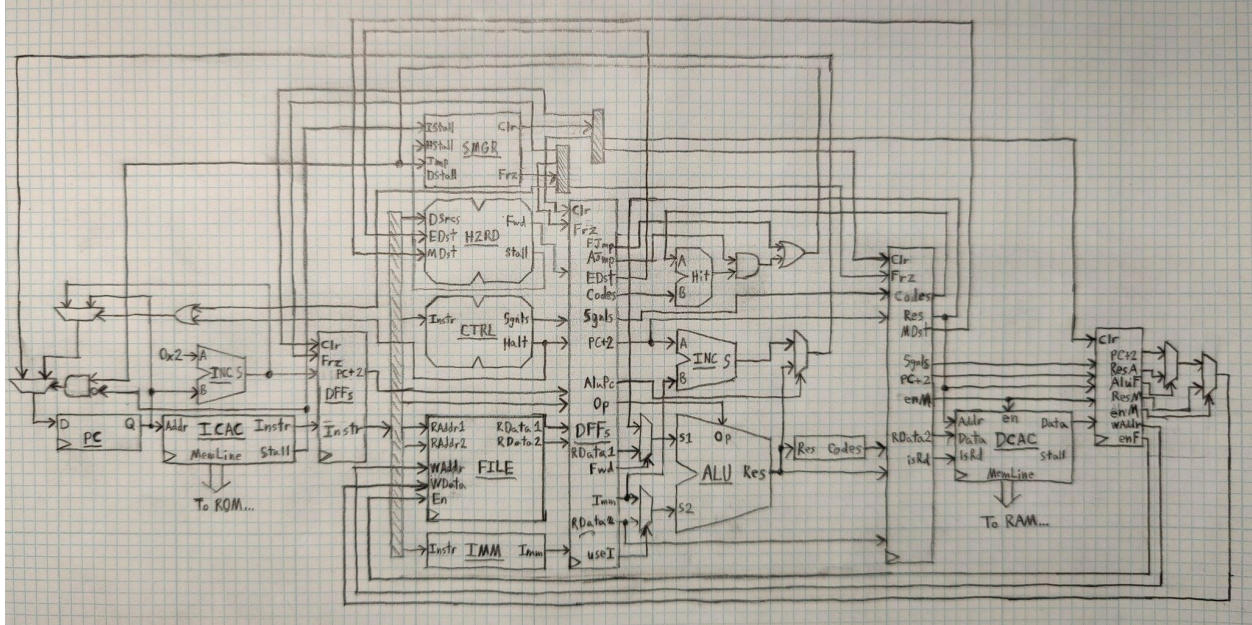 IStall Clr
HStall SMGR
Jmp
DStall Frz
DSrcs Fwd
EDst HZRD
MDst Stall
Instr Sgnls
CTRL
Halt
0x2 A
INC S
B
D Q
PC
Addr ICAC Instr
Stall
MemLine
To ROM...
Clr
Frz
PC+2
DFFs
Instr
RAddr1 RData1
RAddr2 RData2
WAddr FILE
WData
En
Instr IMM Imm
Clr
Frz
FJmp
AJmp
EDst
Codes
Sgnls
PC+2
AluPc
Op
DFFs
RData1
Fwd
Imm
RData2
useI
A
Hit
B
A
INC S
B
Op
S1
ALU Res
S2
Res Codes
Clr
Frz
Codes
Res
MDst
Sgnls
PC+2
enM
RData2
isRd
en
Addr Data
Data DCAC
IsRd Stall
MemLine
To RAM...
Clr
PC+2
ResA
AluF
ResM
enM
wAddr
enF